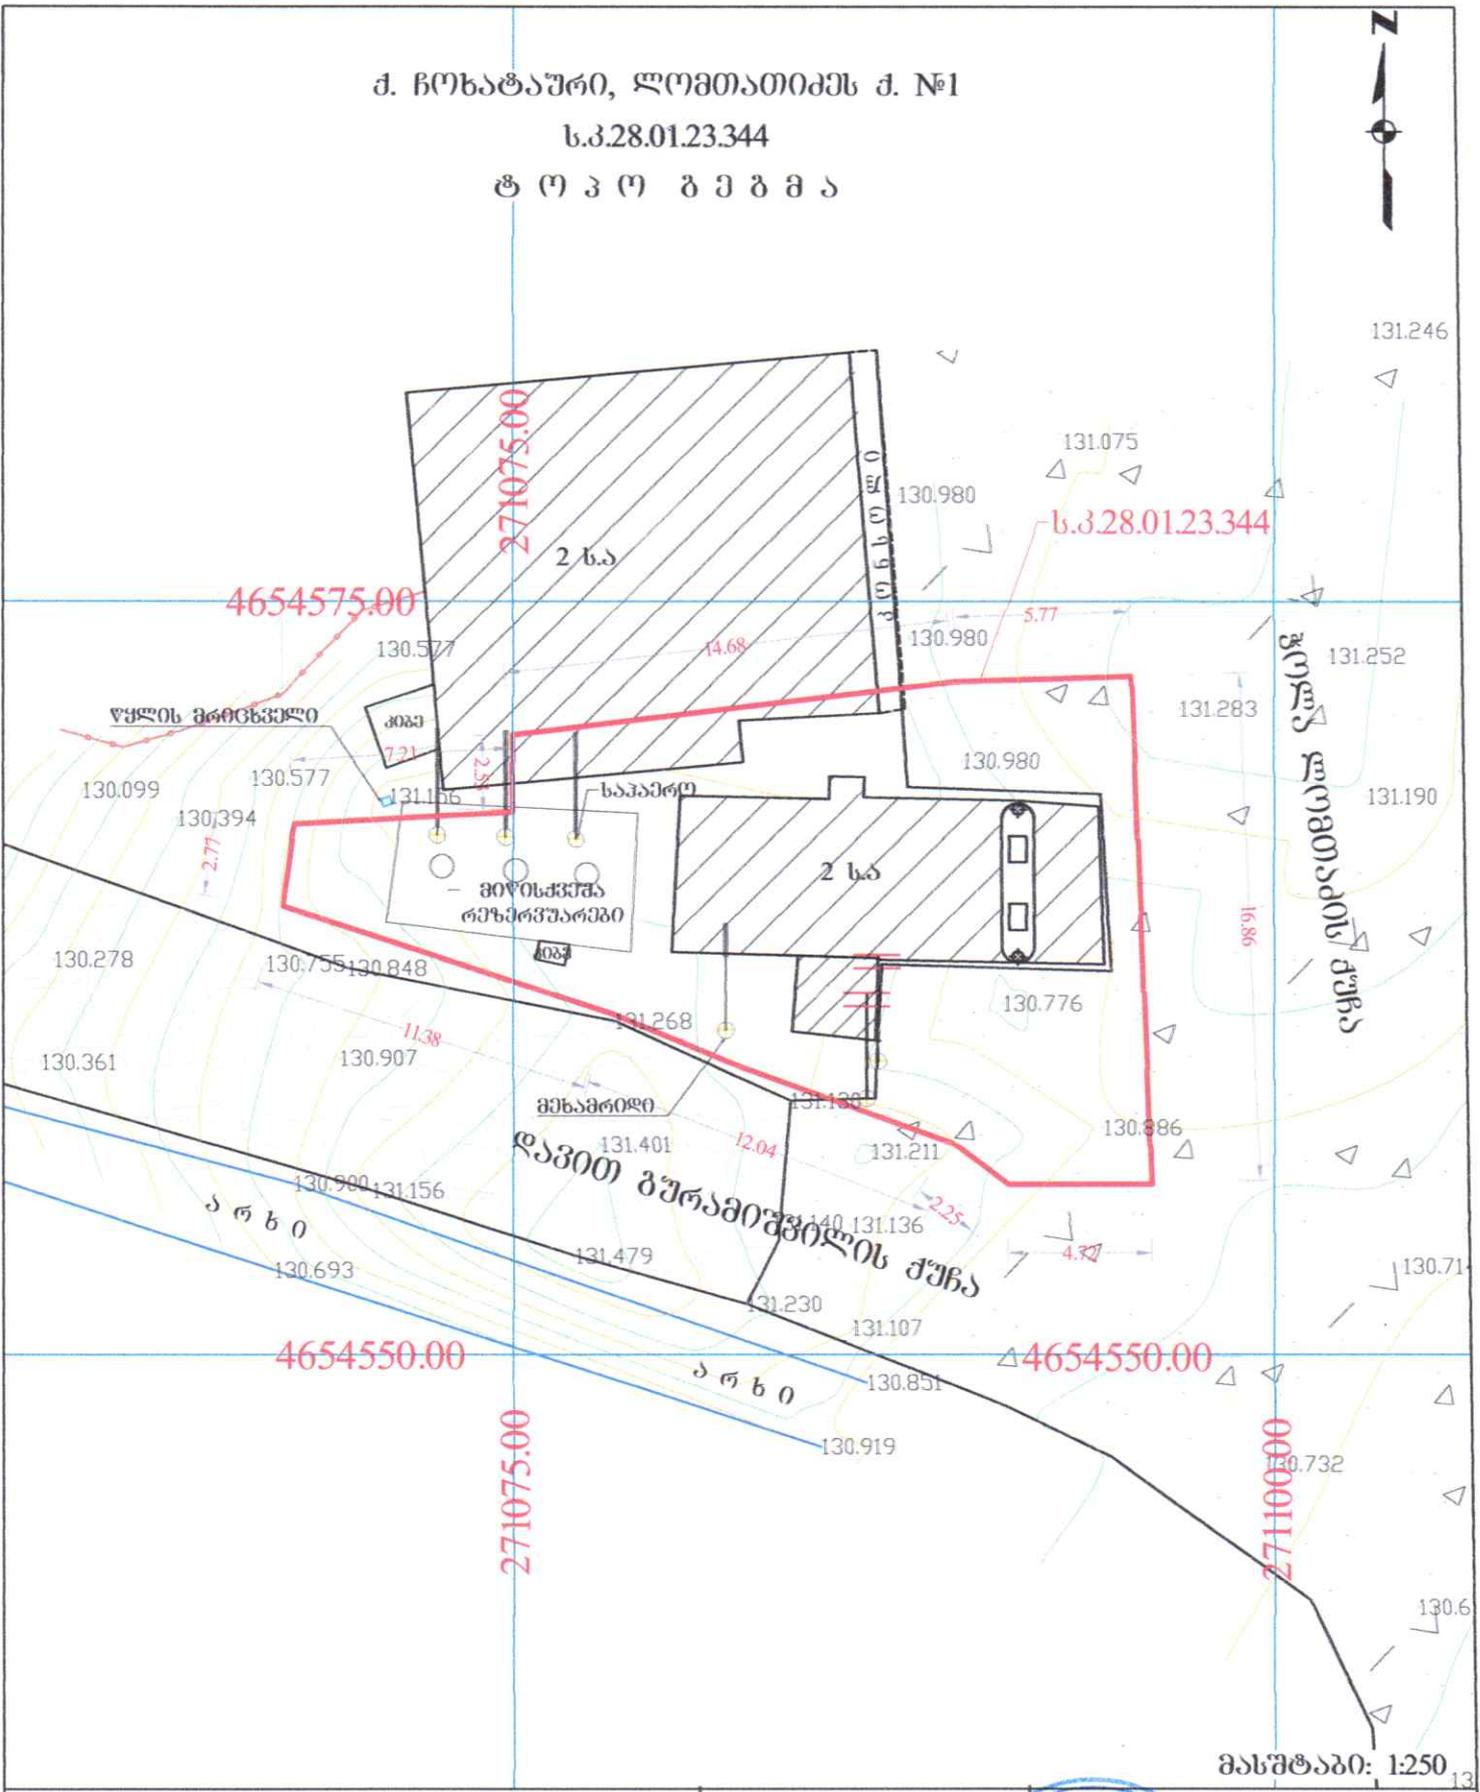 ქ. ჩოხატაური, ლომთათიძეს ქ. №1
ს.კ.28.01.23.344
ტ ო პ ო გ ე გ მ ა
N
131.246
131.075
271075.00
130.980
ს.კ.28.01.23.344
კ ო ნ ს ო ლ ი
2 ს.ა
4654575.00
5.77
130.980
14.68
130.577
131.252
131.283
წყლის მრიცხველი
კიბე
7.21
2.53
130.980
130.577
130.099
131.156
საჰაერო
131.190
130.394
2.77
2 ს.ა
მიწისქვეშა
რეზერვუარები
16.86
კიბე
130.278
130.755
130.848
130.776
131.268
11.38
130.361
130.907
მეხამრიდი
131.130
130.886
131.401
12.04
131.211
დავით გურამიშვილის ქუჩა
130.900
131.156
ა რ ხ ი
131.140
131.136
2.25
4.72
131.479
130.693
130.71
131.230
131.107
4654550.00
4654550.00
ა რ ხ ი
130.851
130.919
271075.00
271100.00
130.732
130.6
მასშტაბი: 1:250
13